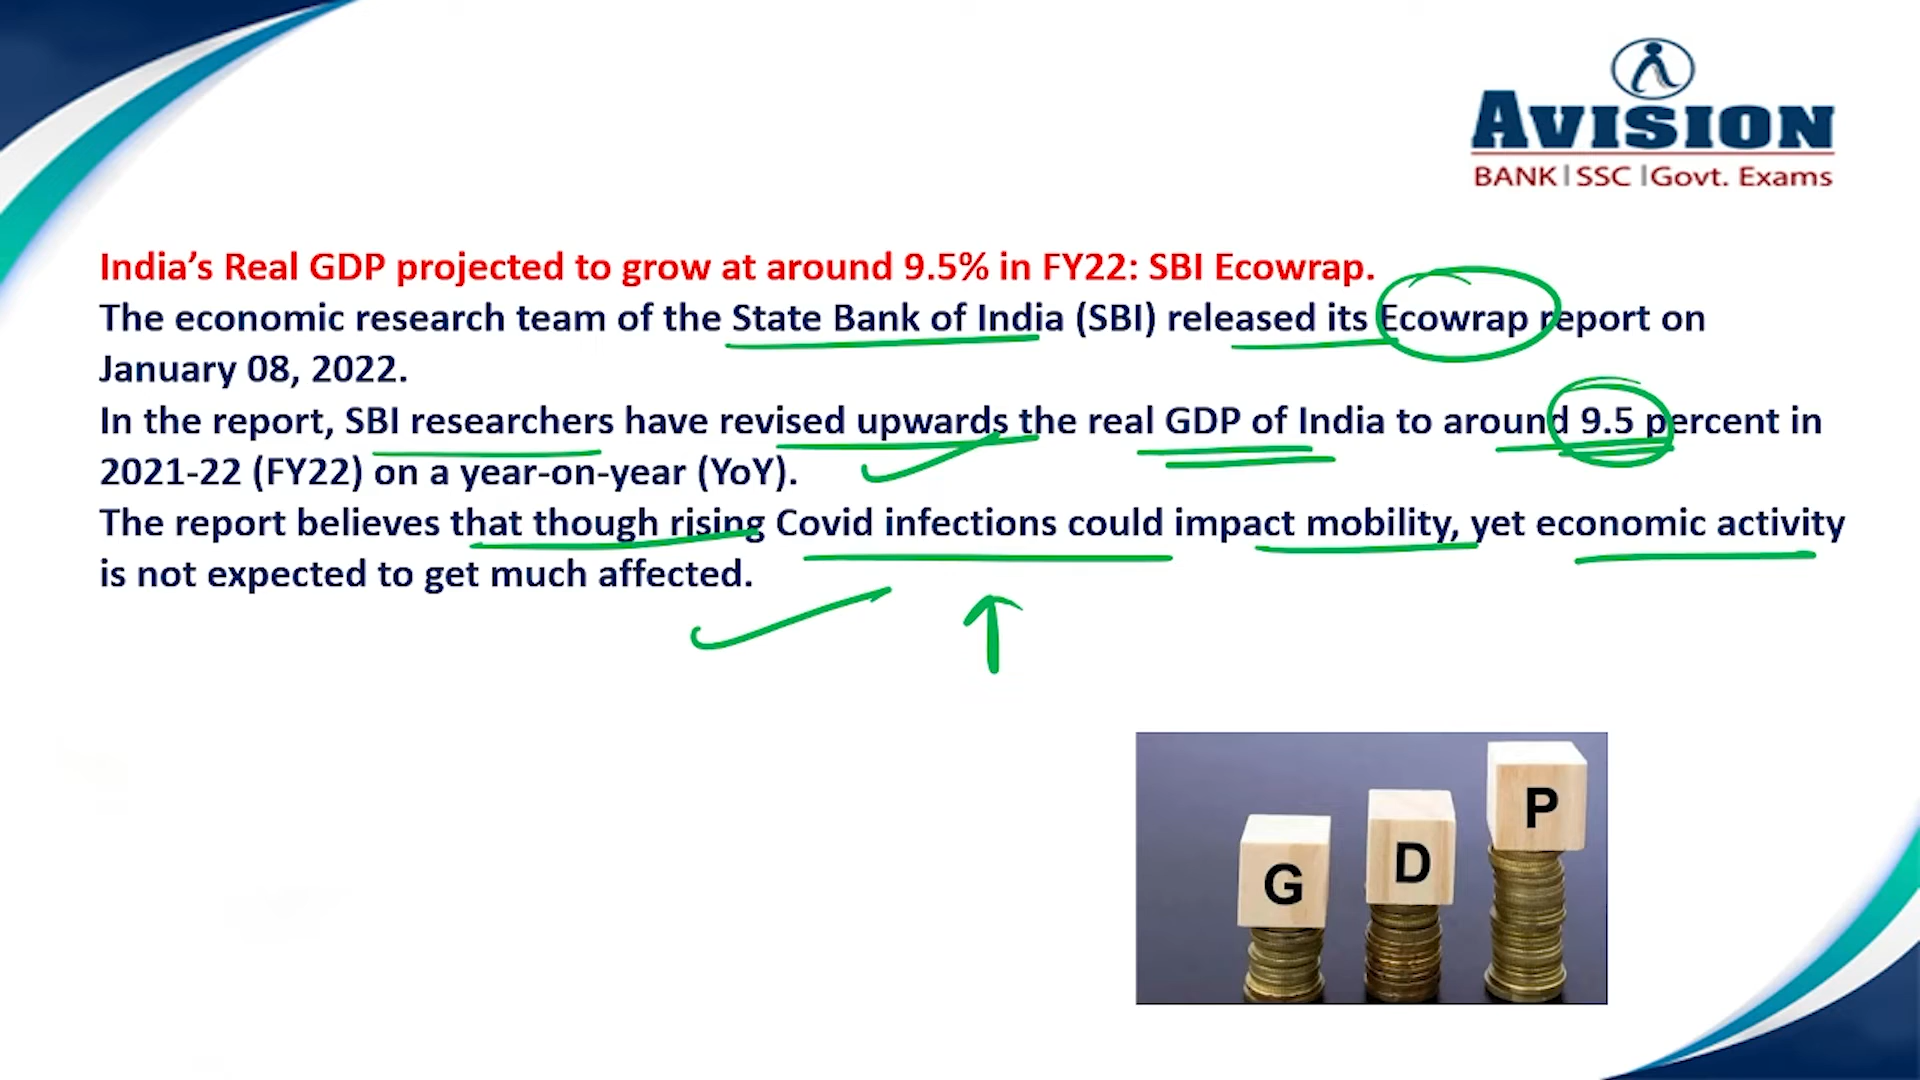 AVISION
BANK | SSC | Govt. Exams
India’s Real GDP projected to grow at around 9.5% in FY22: SBI Ecowrap.
The economic research team of the State Bank of India (SBI) released its Ecowrap report on
January 08, 2022.
In the report, SBI researchers have revised upwards the real GDP of India to around 9.5 percent in
2021-22 (FY22) on a year-on-year (YoY).
The report believes that though rising Covid infections could impact mobility, yet economic activity
is not expected to get much affected.
G D P